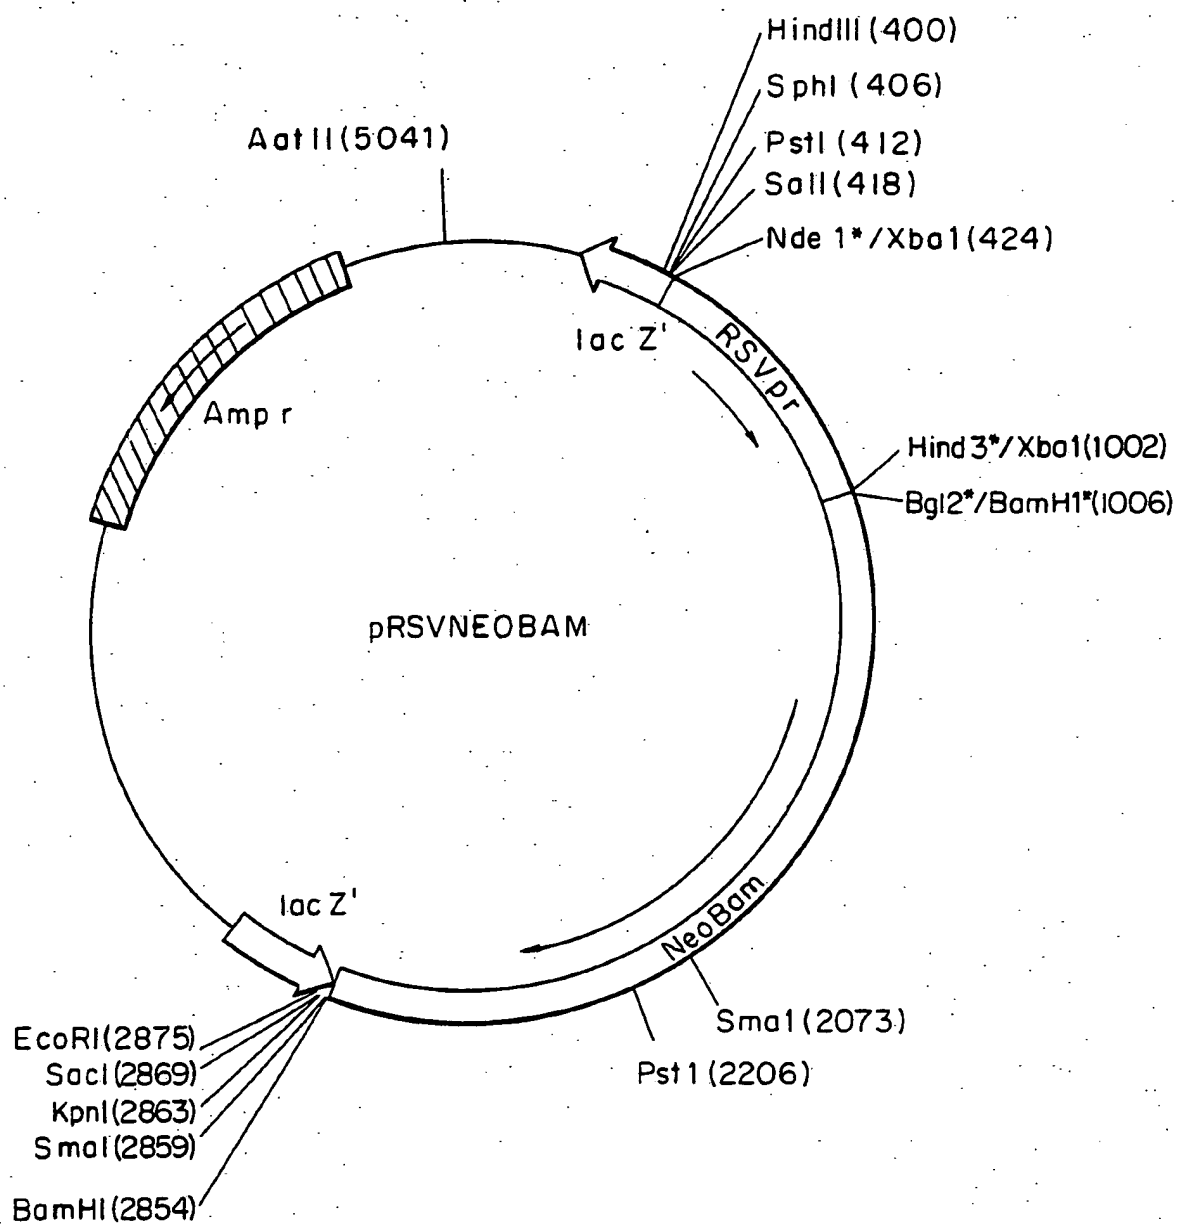 HindIII (400)
SphI (406)
AatII (5041)
PstI (412)
SalI (418)
Nde 1*/Xba1 (424)
lac Z'
RSVpr
Amp r
Hind 3*/Xba1 (1002)
Bgl2*/BamH1* (1006)
pRSVNEOBAM
lac Z'
NeoBam
Sma1 (2073)
Pst 1 (2206)
EcoRI (2875)
SacI (2869)
KpnI (2863)
SmaI (2859)
BamHI (2854)